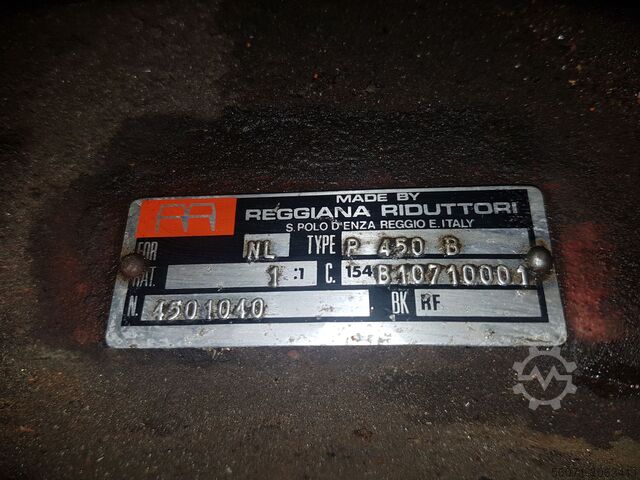 MADE BY
RR REGGIANA RIDUTTORI
S. POLO D'ENZA REGGIO E. ITALY
FOR NL TYPE R 450 B
RAT. 1 :1 C. 154 B10710001
N. 4501040 BK RF